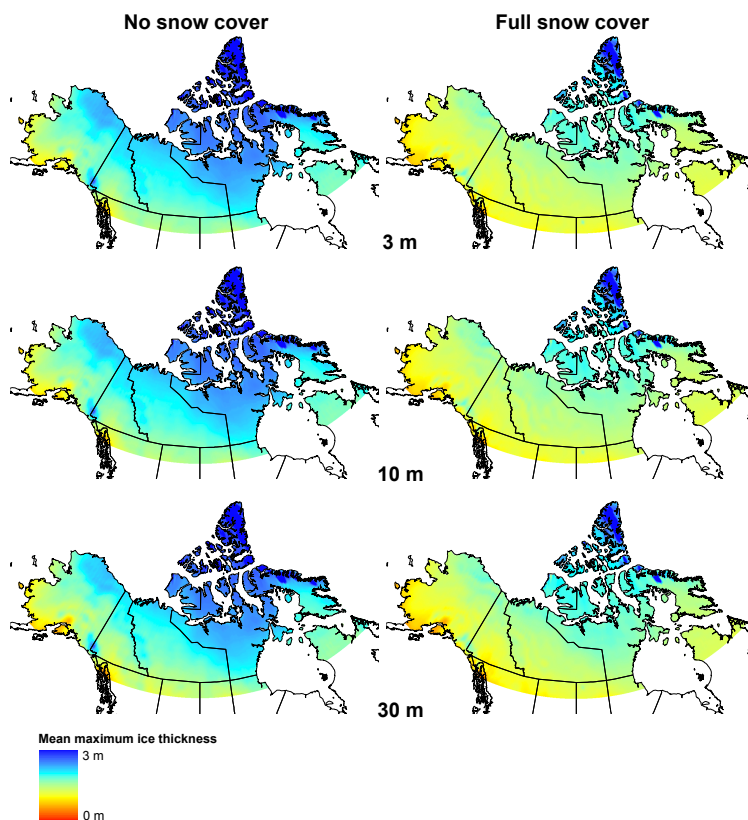 No snow cover
Full snow cover
3 m
10 m
30 m
Mean maximum ice thickness
3 m
0 m